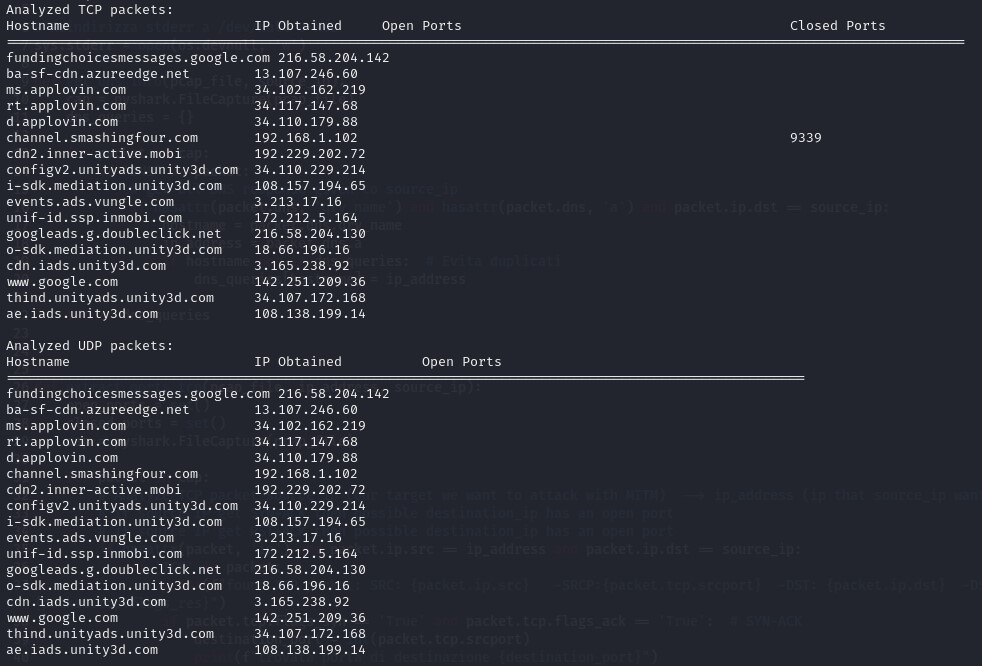 Analyzed TCP packets:
Hostname IP Obtained Open Ports Closed Ports
fundingchoicesmessages.google.com 216.58.204.142
ba-sf-cdn.azureedge.net 13.107.246.60
ms.applovin.com 34.102.162.219
rt.applovin.com 34.117.147.68
d.applovin.com 34.110.179.88
channel.smashingfour.com 192.168.1.102 9339
cdn2.inner-active.mobi 192.229.202.72
configv2.unityads.unity3d.com 34.110.229.214
i-sdk.mediation.unity3d.com 108.157.194.65
events.ads.vungle.com 3.213.17.16
unif-id.ssp.inmobi.com 172.212.5.164
googleads.g.doubleclick.net 216.58.204.130
o-sdk.mediation.unity3d.com 18.66.196.16
cdn.iads.unity3d.com 3.165.238.92
www.google.com 142.251.209.36
thind.unityads.unity3d.com 34.107.172.168
ae.iads.unity3d.com 108.138.199.14
Analyzed UDP packets:
Hostname IP Obtained Open Ports
fundingchoicesmessages.google.com 216.58.204.142
ba-sf-cdn.azureedge.net 13.107.246.60
ms.applovin.com 34.102.162.219
rt.applovin.com 34.117.147.68
d.applovin.com 34.110.179.88
channel.smashingfour.com 192.168.1.102
cdn2.inner-active.mobi 192.229.202.72
configv2.unityads.unity3d.com 34.110.229.214
i-sdk.mediation.unity3d.com 108.157.194.65
events.ads.vungle.com 3.213.17.16
unif-id.ssp.inmobi.com 172.212.5.164
googleads.g.doubleclick.net 216.58.204.130
o-sdk.mediation.unity3d.com 18.66.196.16
cdn.iads.unity3d.com 3.165.238.92
www.google.com 142.251.209.36
thind.unityads.unity3d.com 34.107.172.168
ae.iads.unity3d.com 108.138.199.14